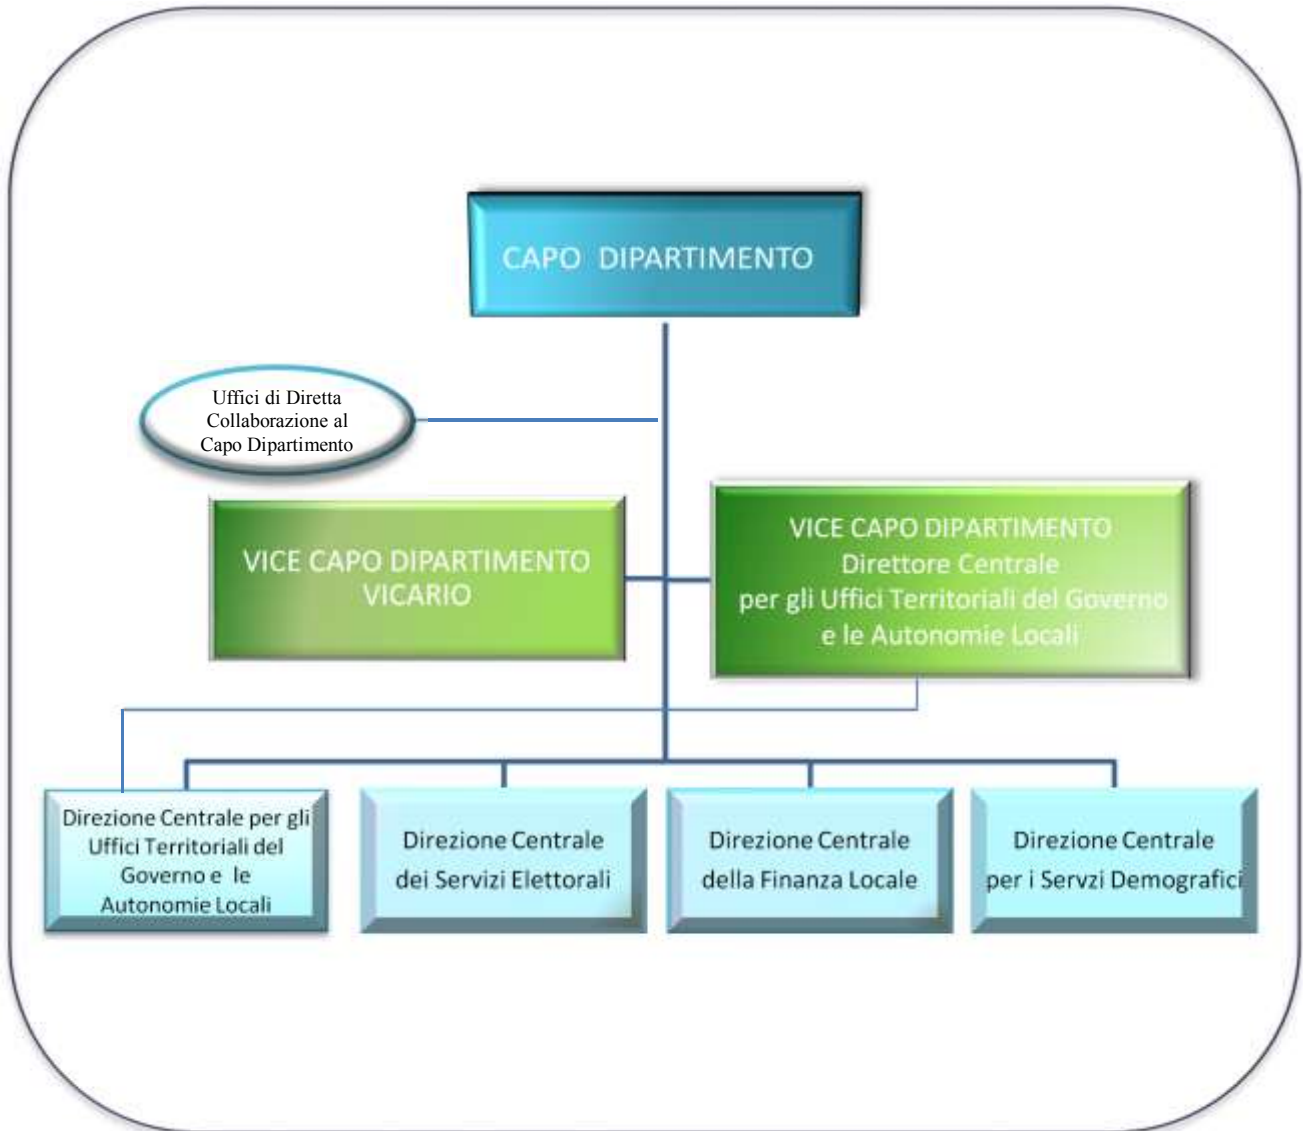 CAPO DIPARTIMENTO
Uffici di Diretta
Collaborazione al
Capo Dipartimento
VICE CAPO DIPARTIMENTO
VICARIO
VICE CAPO DIPARTIMENTO
Direttore Centrale
per gli Uffici Territoriali del Governo
e le Autonomie Locali
Direzione Centrale per gli
Uffici Territoriali del
Governo e le
Autonomie Locali
Direzione Centrale
dei Servizi Elettorali
Direzione Centrale
della Finanza Locale
Direzione Centrale
per i Servzi Demografici